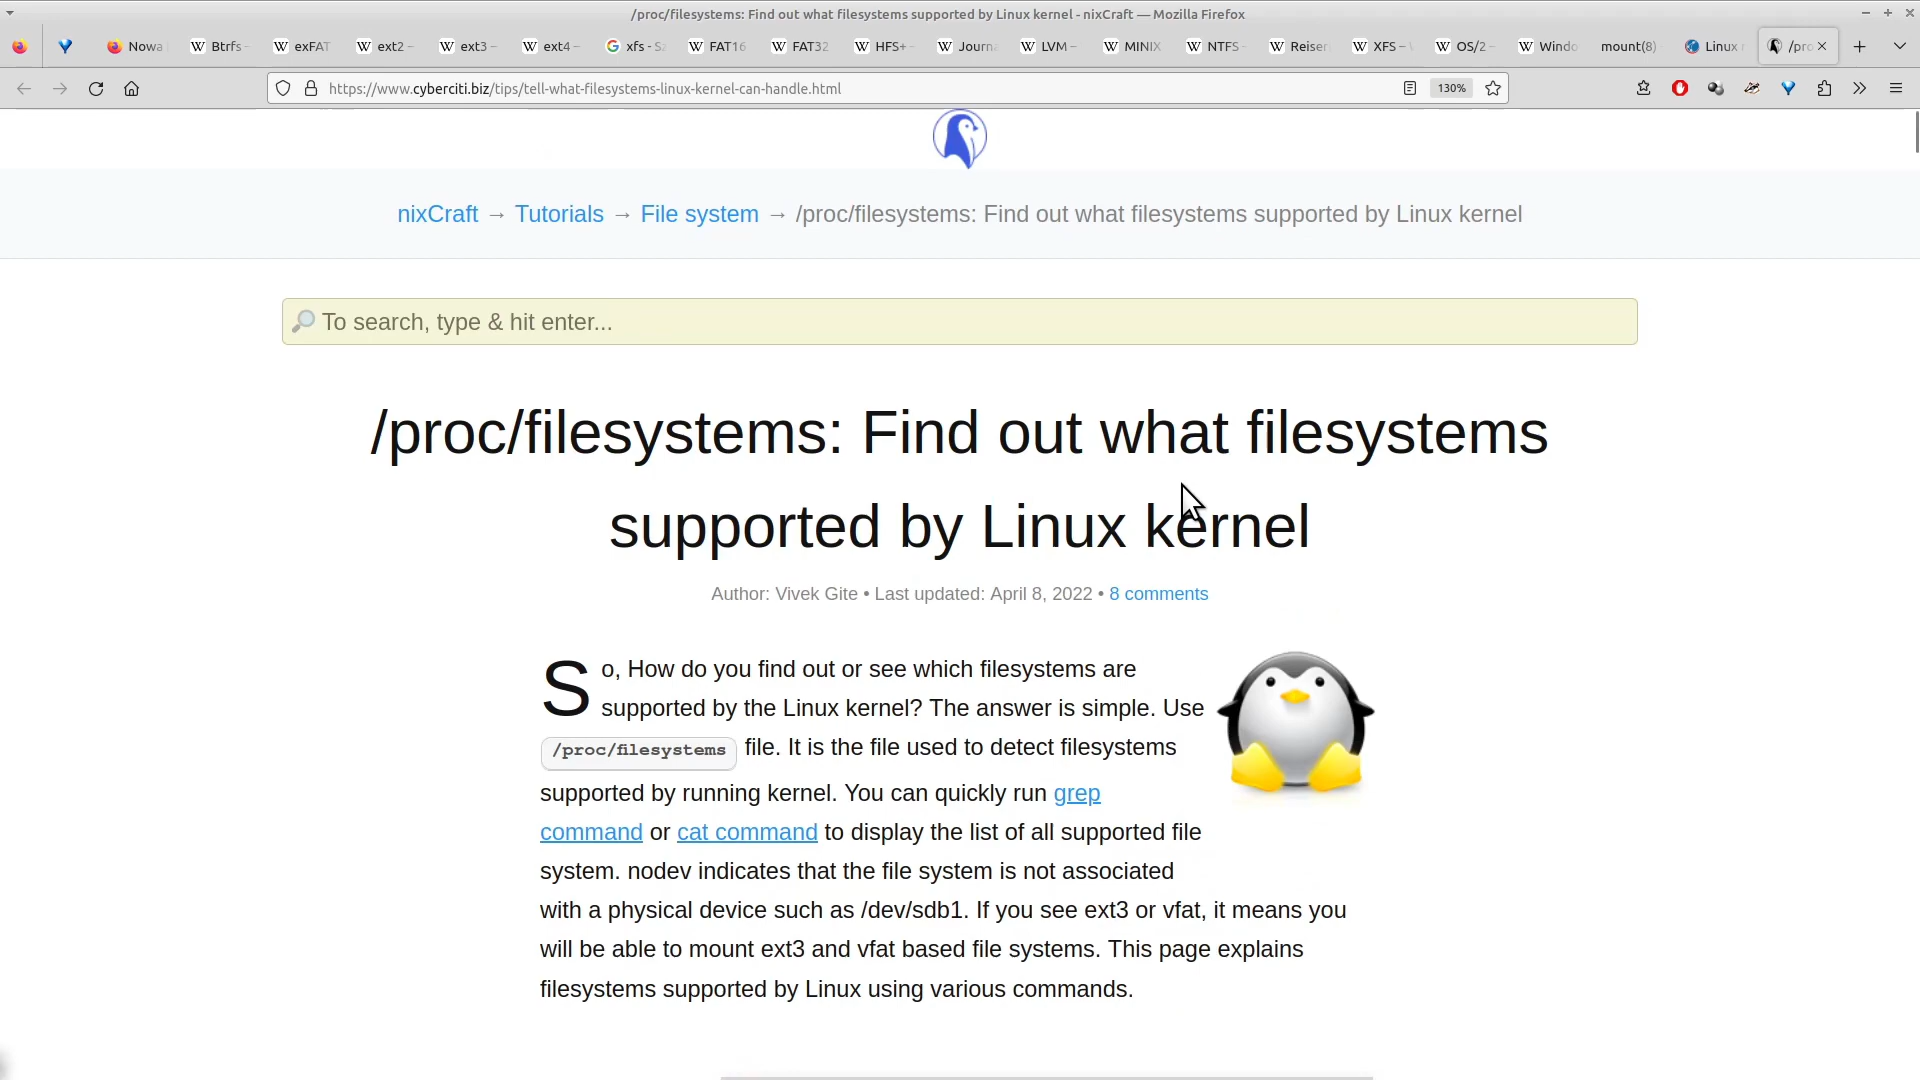 /proc/filesystems: Find out what filesystems supported by Linux kernel - nixCraft — Mozilla Firefox
Nowa
Btrfs
exFAT
ext2 –
ext3 –
ext4 –
xfs - Sz
FAT16
FAT32
HFS+
Journa
LVM –
MINIX
NTFS
Reiser
XFS –
OS/2 –
Windo
mount(8)
Linux
/pro
https://www.cyberciti.biz/tips/tell-what-filesystems-linux-kernel-can-handle.html
130%
nixCraft → Tutorials → File system → /proc/filesystems: Find out what filesystems supported by Linux kernel
To search, type & hit enter...
/proc/filesystems: Find out what filesystems
supported by Linux kernel
Author: Vivek Gite • Last updated: April 8, 2022 • 8 comments
So, How do you find out or see which filesystems are
supported by the Linux kernel? The answer is simple. Use
/proc/filesystems file. It is the file used to detect filesystems
supported by running kernel. You can quickly run grep
command or cat command to display the list of all supported file
system. nodev indicates that the file system is not associated
with a physical device such as /dev/sdb1. If you see ext3 or vfat, it means you
will be able to mount ext3 and vfat based file systems. This page explains
filesystems supported by Linux using various commands.